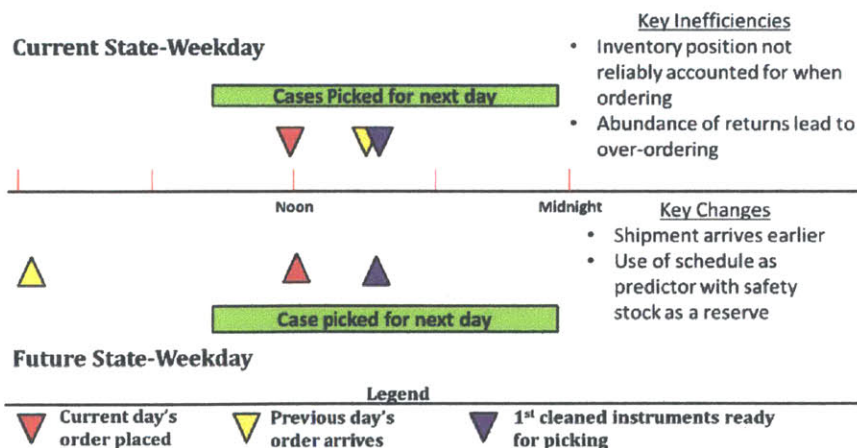 Current State-Weekday
Key Inefficiencies
• Inventory position not
reliably accounted for when
ordering
• Abundance of returns lead to
over-ordering
Cases Picked for next day
Noon
Midnight
Key Changes
• Shipment arrives earlier
• Use of schedule as
predictor with safety
stock as a reserve
Case picked for next day
Future State-Weekday
Legend
Current day's
order placed
Previous day's
order arrives
1st cleaned instruments ready
for picking